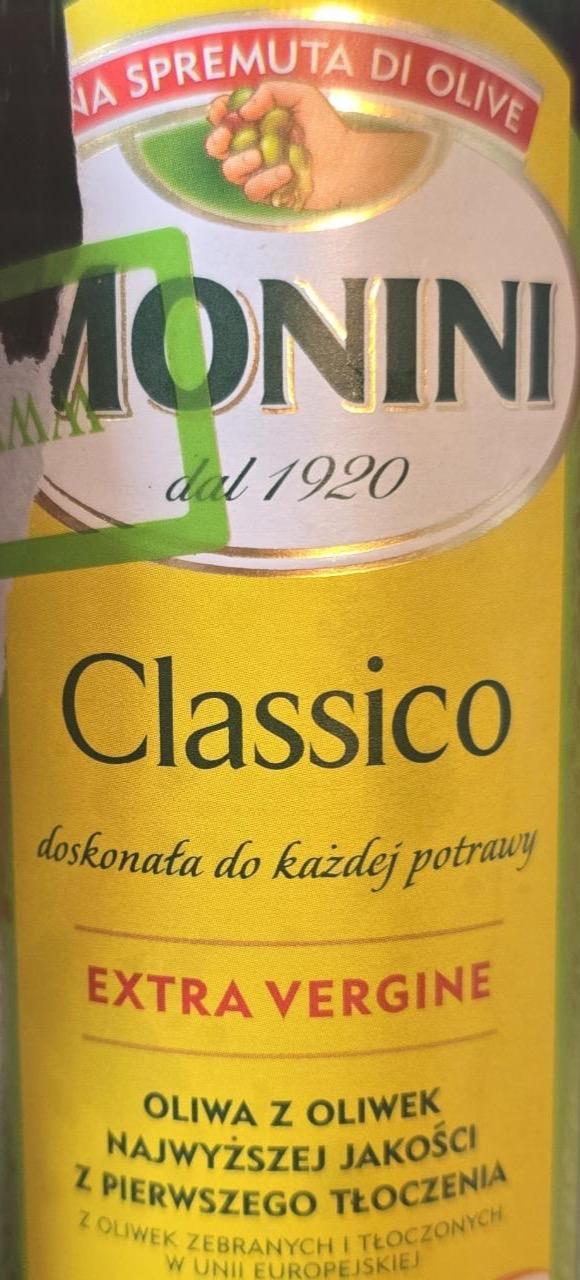 SPREMUTA DI OLIVE
MONINI
dal 1920
Classico
doskonała do każdej potrawy
EXTRA VERGINE
OLIWA Z OLIWEK
NAJWYŻSZEJ JAKOŚCI
Z PIERWSZEGO TŁOCZENIA
Z OLIWEK ZEBRANYCH I TŁOCZONYCH
W UNII EUROPEJSKIEJ